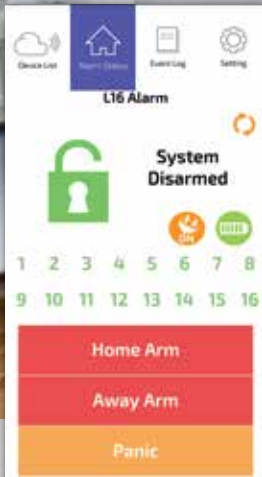 Device List Alarm Status Event Log Setting
L16 Alarm
System
Disarmed
ON
1 2 3 4 5 6 7 8
9 10 11 12 13 14 15 16
Home Arm
Away Arm
Panic